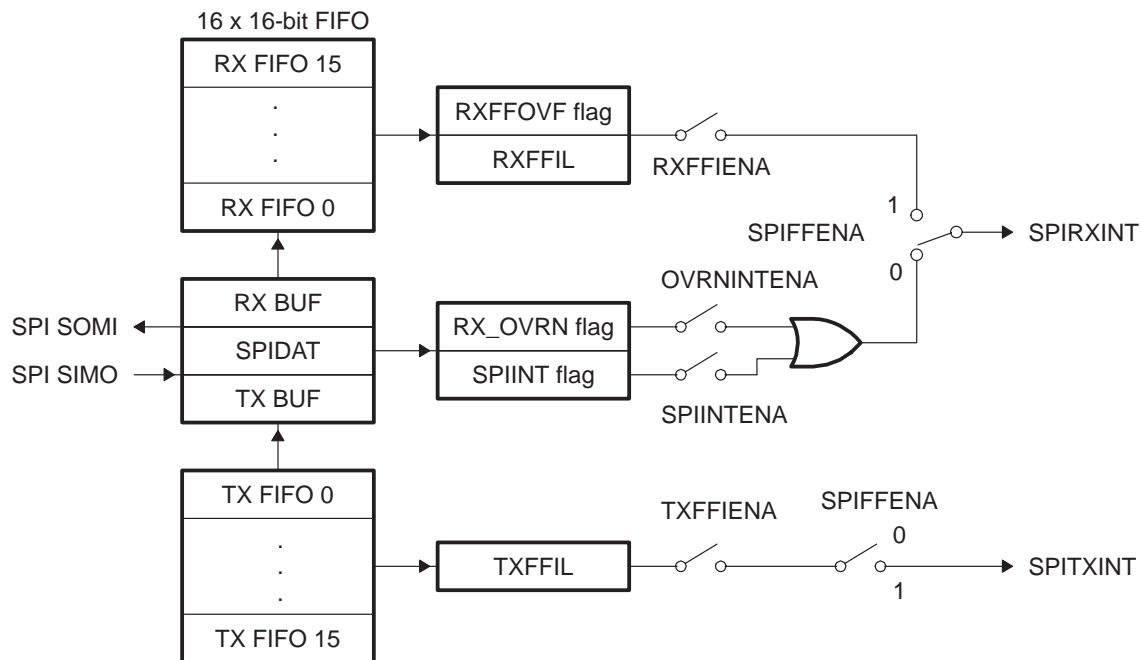 16 x 16-bit FIFO
RX FIFO 15
.
.
.
RX FIFO 0
RXFFOVF flag
RXFFIL
RXFFIENA
1
SPIFFENA
0
SPIRXINT
SPI SOMI
SPI SIMO
RX BUF
SPIDAT
TX BUF
RX_OVRN flag
SPIINT flag
OVRNINTENA
SPIINTENA
TX FIFO 0
.
.
.
TX FIFO 15
TXFFIL
TXFFIENA
SPIFFENA
0
1
SPITXINT